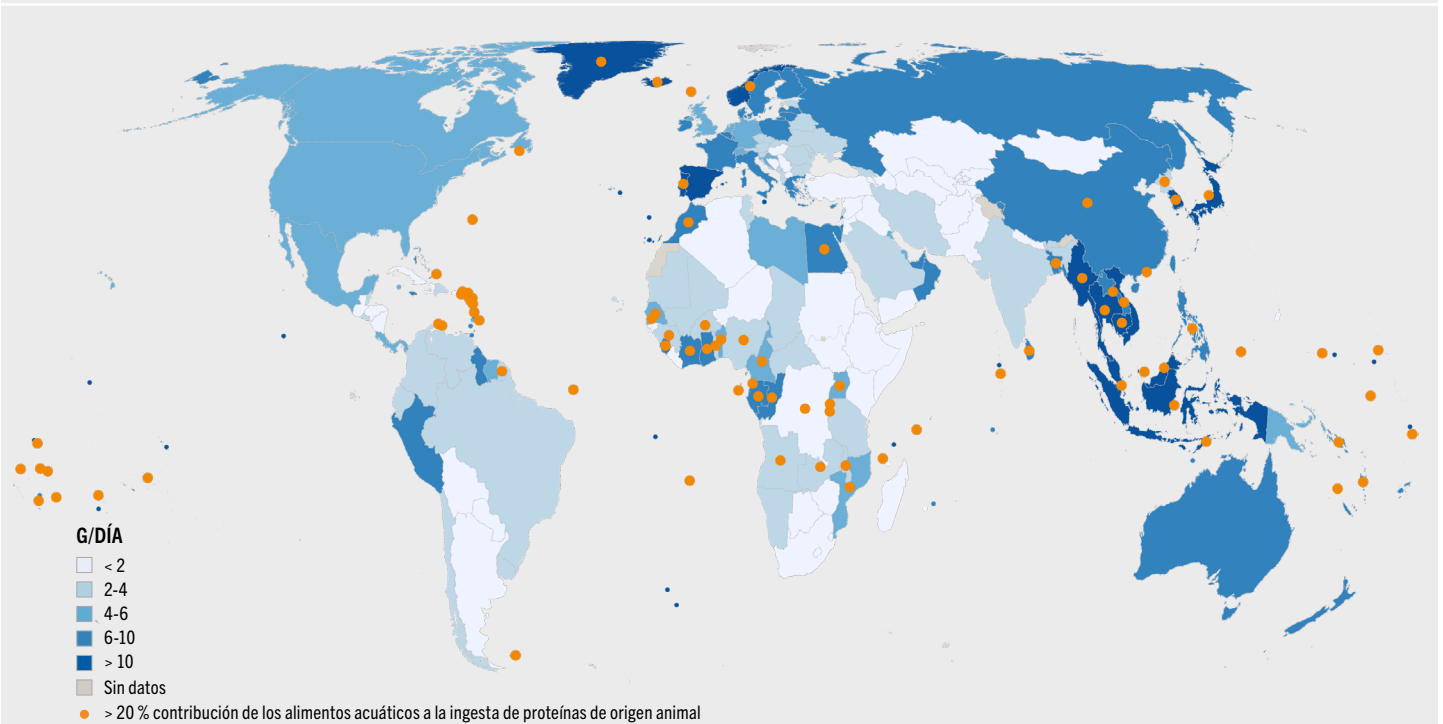 G/DÍA
< 2
2-4
4-6
6-10
> 10
Sin datos
> 20 % contribución de los alimentos acuáticos a la ingesta de proteínas de origen animal